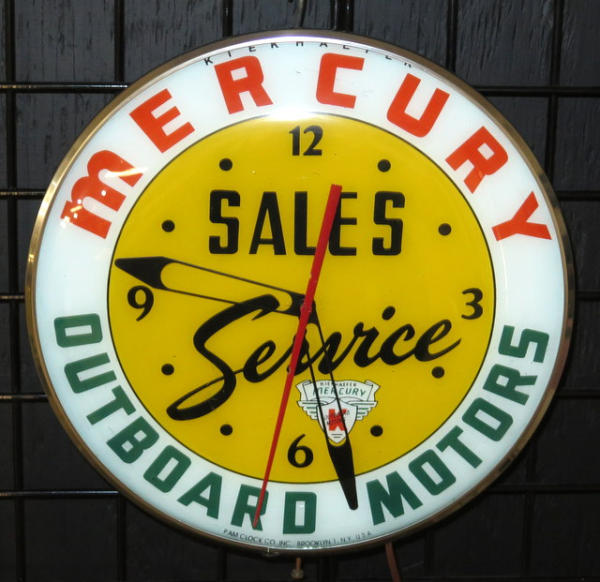 KIEKHAEFER
MERCURY
12
SALES
9
3
Service
KIEKHAEFER
MERCURY
K
6
OUTBOARD MOTORS
PAM CLOCK CO. INC. BROOKLYN 1, N.Y. U.S.A.